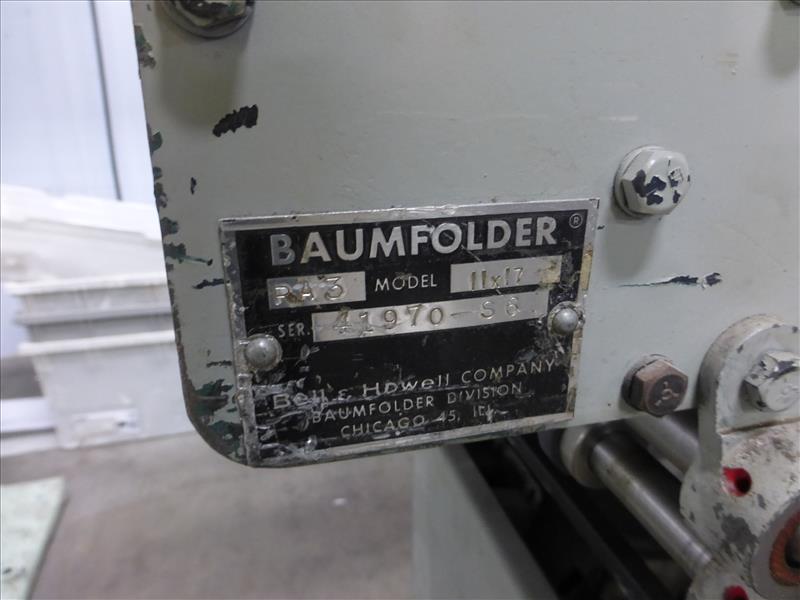 BAUMFOLDER ®
RA3 MODEL 11x17
SER. 41970-S6
Bell & Howell COMPANY
BAUMFOLDER DIVISION
CHICAGO 45, ILL.